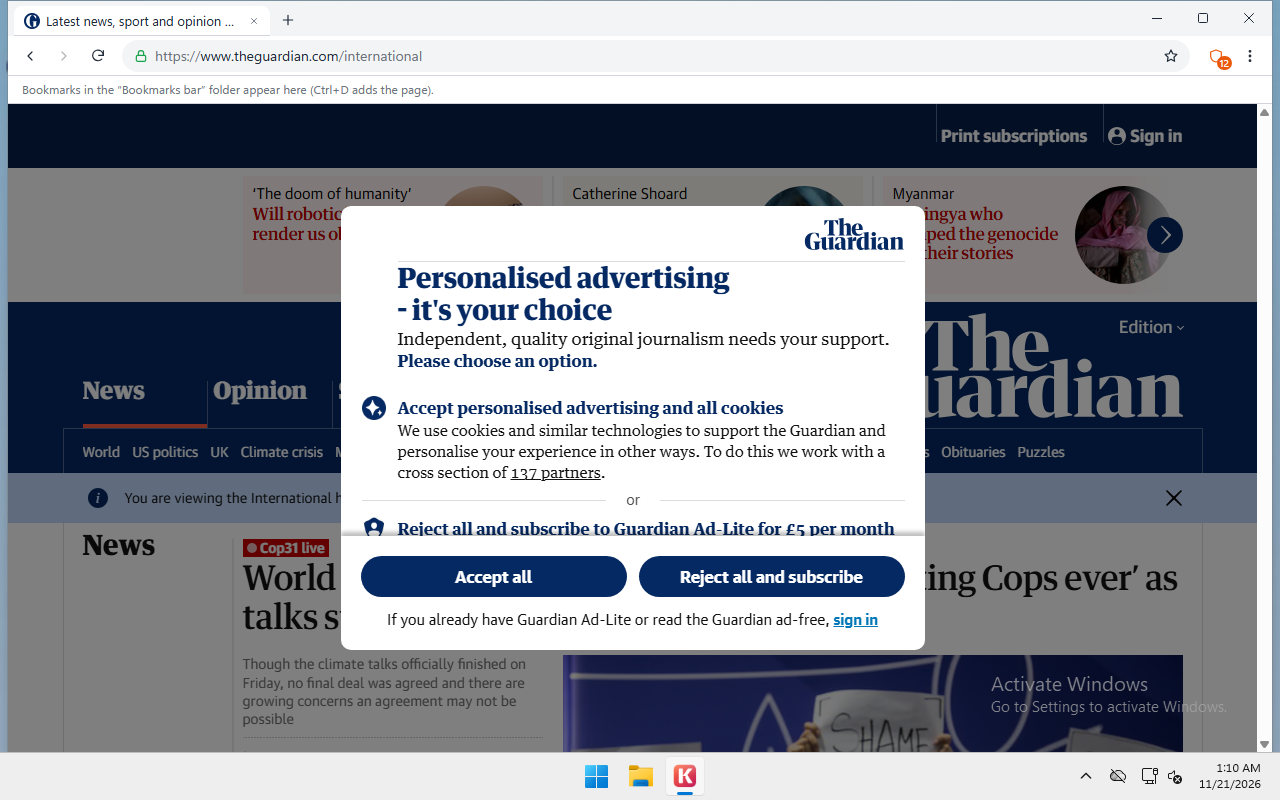 Latest news, sport and opinion ...
https://www.theguardian.com/international
12
Bookmarks in the "Bookmarks bar" folder appear here (Ctrl+D adds the page).
Print subscriptions
Sign in
'The doom of humanity'
Will robotic
render us
Catherine Shoard
Myanmar
who
the genocide
their stories
The Guardian
Personalised advertising
- it's your choice
Independent, quality original journalism needs your support.
Please choose an option.
Accept personalised advertising and all cookies
We use cookies and similar technologies to support the Guardian and
personalise your experience in other ways. To do this we work with a
cross section of 137 partners.
or
Reject all and subscribe to Guardian Ad-Lite for £5 per month
Accept all
Reject all and subscribe
If you already have Guardian Ad-Lite or read the Guardian ad-free, sign in
Edition
The
News
Opinion
World
US politics
UK
Climate crisis
Obituaries
Puzzles
You are viewing the International
News
Cop31 live
World
Cops ever' as
talks
Though the climate talks officially finished on
Friday, no final deal was agreed and there are
growing concerns an agreement may not be
possible
SHAME
Activate Windows
Go to Settings to activate Windows.
K
1:10 AM
11/21/2026